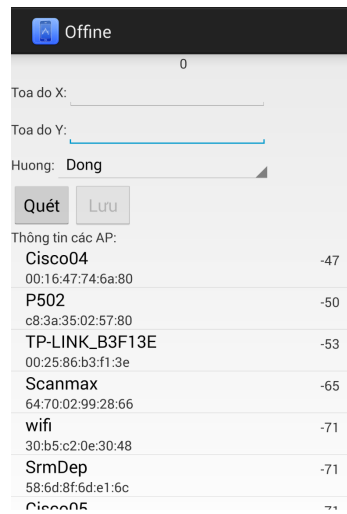 Offine
0
Toa do X:
Toa do Y:
Huong: Dong
Quét Lưu
Thông tin các AP:
Cisco04 -47
00:16:47:74:6a:80
P502 -50
c8:3a:35:02:57:80
TP-LINK_B3F13E -53
00:25:86:b3:f1:3e
Scanmax -65
64:70:02:99:28:66
wifi -71
30:b5:c2:0e:30:48
SrmDep -71
58:6d:8f:6d:e1:6c
Cisco05 -71